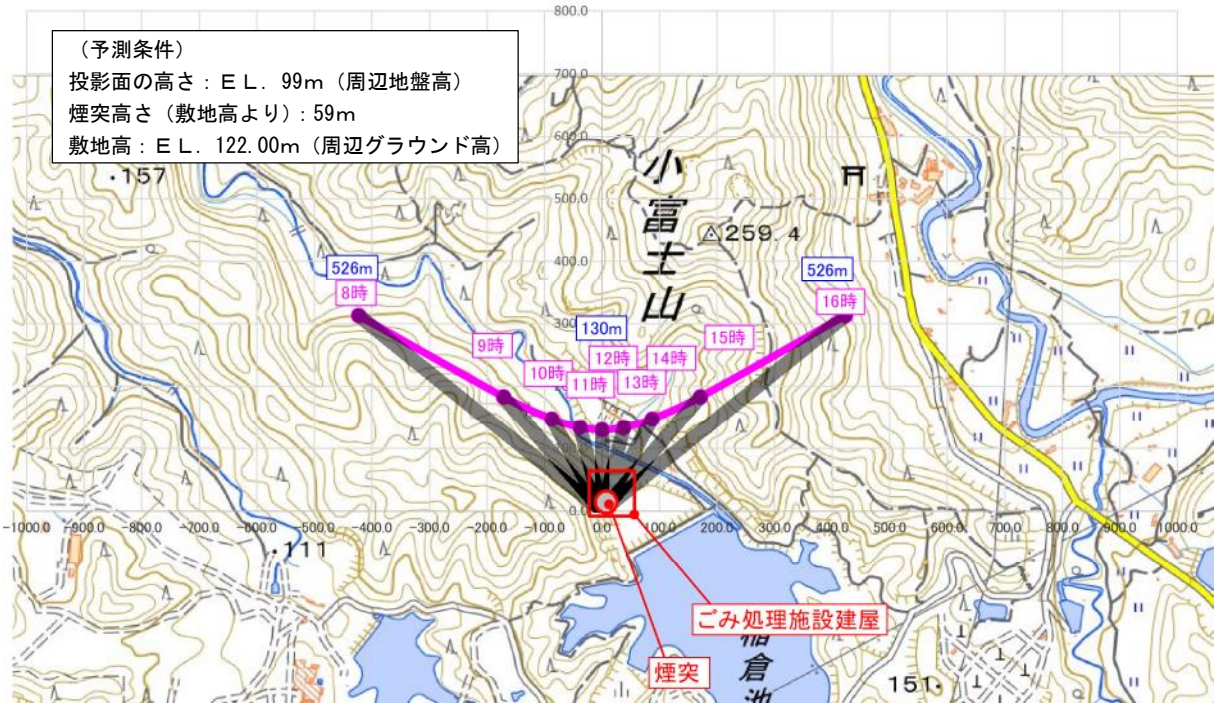 800.0
（予測条件）
投影面の高さ：ＥＬ．99m（周辺地盤高）
煙突高さ（敷地高より）：59m
敷地高：ＥＬ．122.00m（周辺グラウンド高）
700.0
600.0
500.0
400.0
300
0.0
・157
小富士山
259.4
526m
8時
9時
10時
11時
130m
12時
13時
14時
15時
526m
16時
-1000.0
-900.0
-800.0
-700.0
-600.0
-500.0
-400.0
-300.0
-200.0
-100.0
0.0
100.0
200.0
300.0
400.0
500.0
600.0
700.0
800.0
900.0
1000.0
・111
ごみ処理施設建屋
煙突
稲倉池
151・